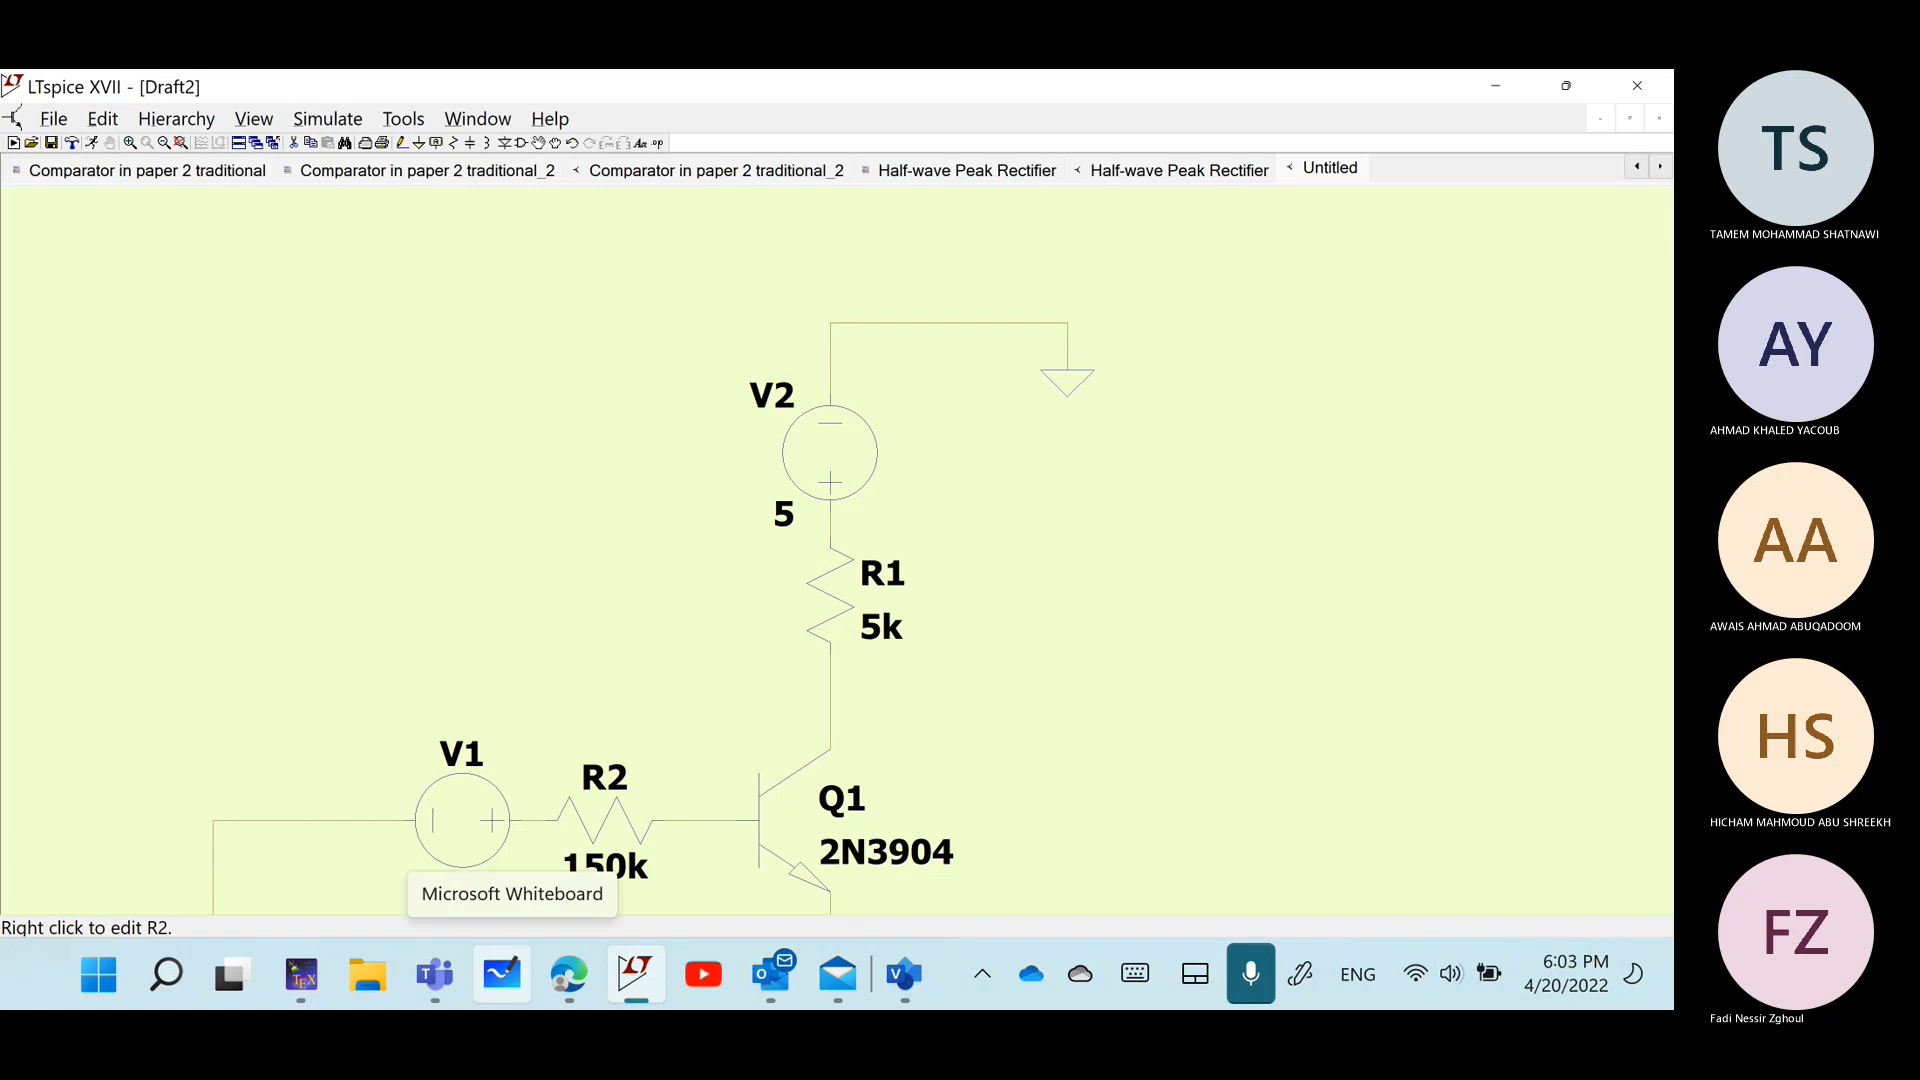 LTspice XVII - [Draft2]
File Edit Hierarchy View Simulate Tools Window Help
Comparator in paper 2 traditional Comparator in paper 2 traditional_2 Comparator in paper 2 traditional_2 Half-wave Peak Rectifier Half-wave Peak Rectifier Untitled
V2
5
R1
5k
V1
R2
150k
Q1
2N3904
Microsoft Whiteboard
Right click to edit R2.
ENG
6:03 PM
4/20/2022
TS
TAMEM MOHAMMAD SHATNAWI
AY
AHMAD KHALED YACOUB
AA
AWAIS AHMAD ABUQADOOM
HS
HICHAM MAHMOUD ABU SHREEKH
FZ
Fadi Nessir Zghoul